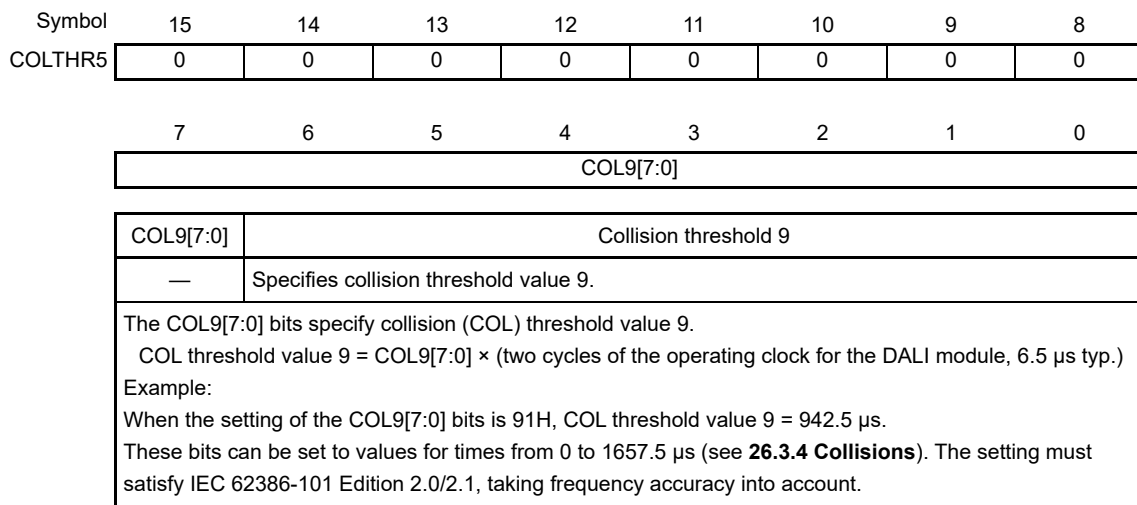 Symbol 15 14 13 12 11 10 9 8
COLTHR5 0 0 0 0 0 0 0 0
7 6 5 4 3 2 1 0
COL9[7:0]
COL9[7:0] Collision threshold 9
— Specifies collision threshold value 9.
The COL9[7:0] bits specify collision (COL) threshold value 9.
COL threshold value 9 = COL9[7:0] × (two cycles of the operating clock for the DALI module, 6.5 µs typ.)
Example:
When the setting of the COL9[7:0] bits is 91H, COL threshold value 9 = 942.5 µs.
These bits can be set to values for times from 0 to 1657.5 µs (see 26.3.4 Collisions). The setting must
satisfy IEC 62386-101 Edition 2.0/2.1, taking frequency accuracy into account.